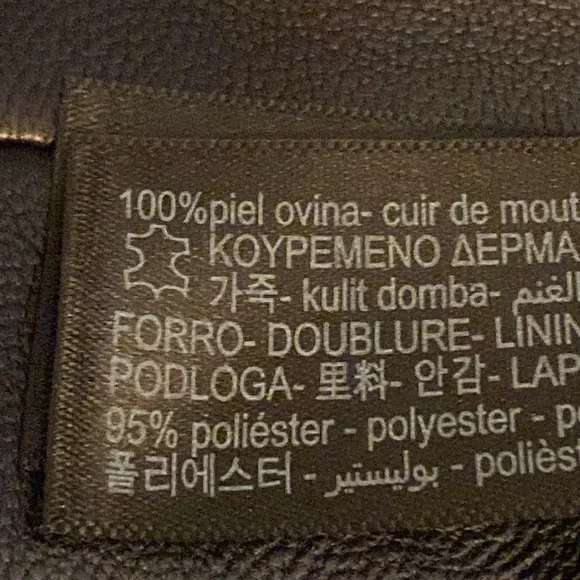 100%piel ovina- cuir de mout
ΚΟΥΡΕΜΕΝΟ ΔΕΡΜΑ
가죽- kulit domba- الغنم
FORRO- DOUBLURE- LININ
PODLOGA- 里料- 안감- LAP
95% poliéster - polyester - p
폴리에스터 - بوليستير - polièst